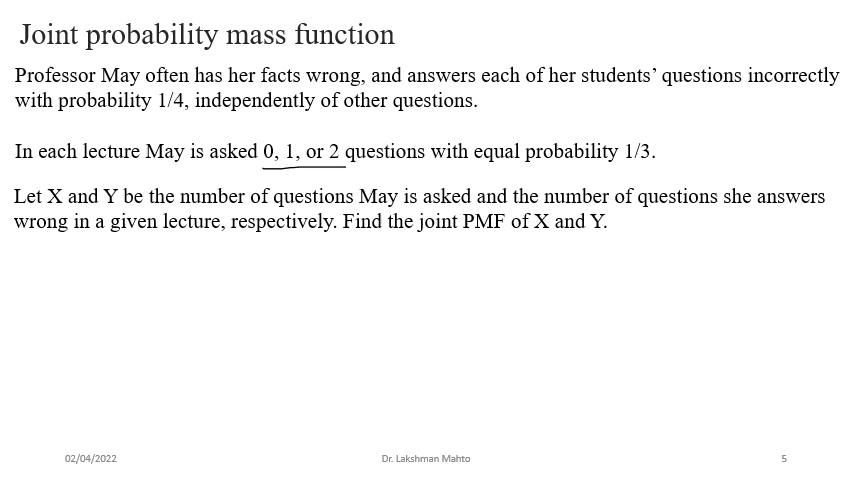 Joint probability mass function
Professor May often has her facts wrong, and answers each of her students’ questions incorrectly
with probability 1/4, independently of other questions.
In each lecture May is asked 0, 1, or 2 questions with equal probability 1/3.
Let X and Y be the number of questions May is asked and the number of questions she answers
wrong in a given lecture, respectively. Find the joint PMF of X and Y.
02/04/2022
Dr. Lakshman Mahto
5